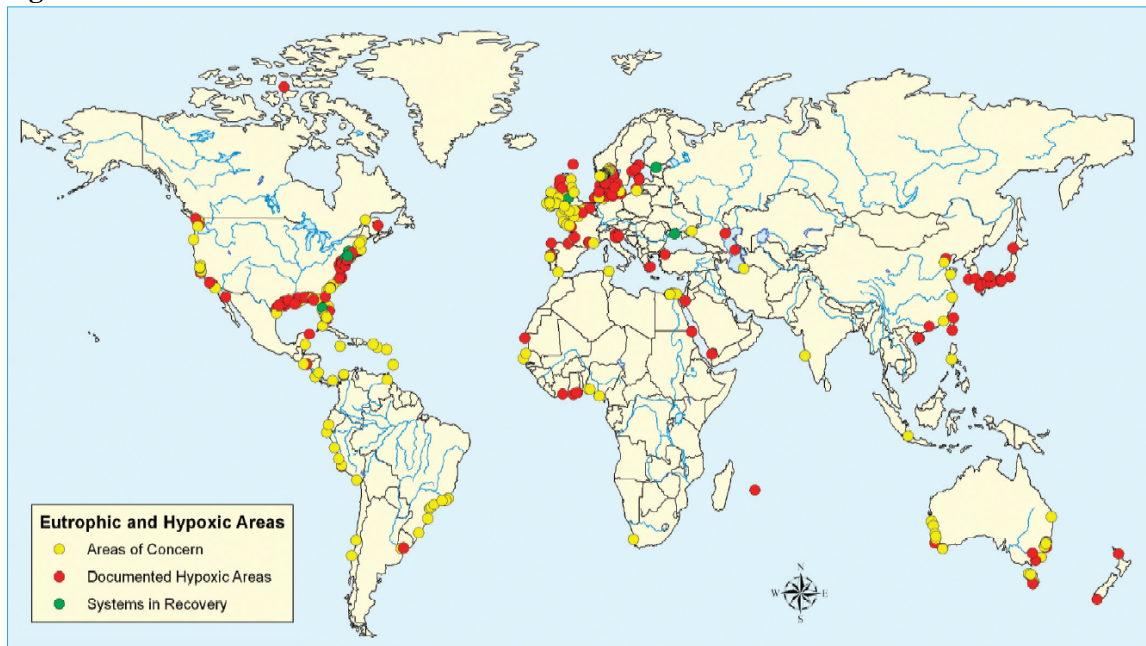 N
W E
S
Eutrophic and Hypoxic Areas
Areas of Concern
Documented Hypoxic Areas
Systems in Recovery